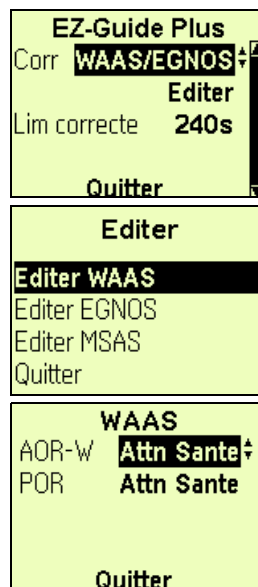 EZ-Guide Plus
Corr WAAS/EGNOS
Editer
Lim correcte 240s
Quitter
Editer
Editer WAAS
Editer EGNOS
Editer MSAS
Quitter
WAAS
AOR-W Attn Sante
POR Attn Sante
Quitter